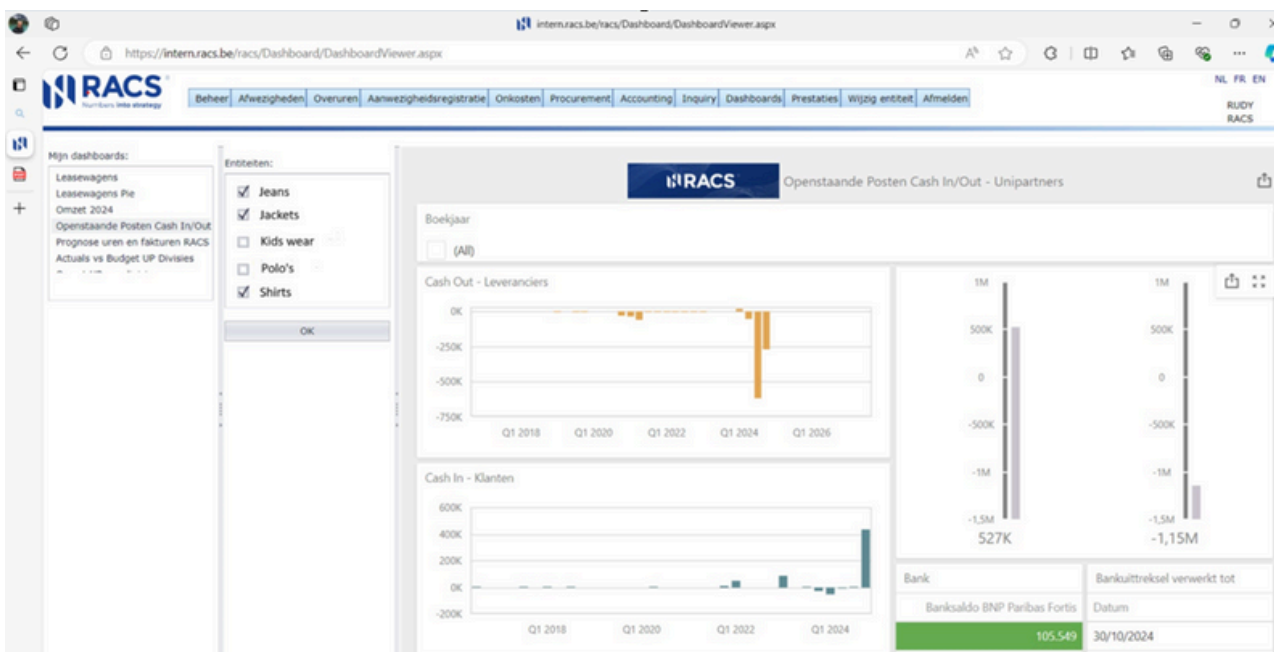 intern.racs.be/racs/Dashboard/DashboardViewer.aspx
https://intern.racs.be/racs/Dashboard/DashboardViewer.aspx
NL FR EN
RACS
Numbers into strategy
Beheer Afwezigheden Overuren Aanwezigheidsregistratie Onkosten Procurement Accounting Inquiry Dashboards Prestaties Wijzig entiteit Afmelden
RUDY
RACS
Mijn dashboards:
Leasewagens
Leasewagens Pie
Omzet 2024
Openstaande Posten Cash In/Out
Prognose uren en fakturen RACS
Actuals vs Budget UP Divisies
Entiteiten:
Jeans
Jackets
Kids wear
Polo's
Shirts
OK
RACS
Openstaande Posten Cash In/Out - Unipartners
Boekjaar
(All)
Cash Out - Leveranciers
0K
-250K
-500K
-750K
Q1 2018 Q1 2020 Q1 2022 Q1 2024 Q1 2026
Cash In - Klanten
600K
400K
200K
0K
-200K
Q1 2018 Q1 2020 Q1 2022 Q1 2024
1M
500K
0
-500K
-1M
-1,5M
527K
1M
500K
0
-500K
-1M
-1,5M
-1,15M
Bank
Banksaldo BNP Paribas Fortis
105.549
Bankuittreksel verwerkt tot
Datum
30/10/2024